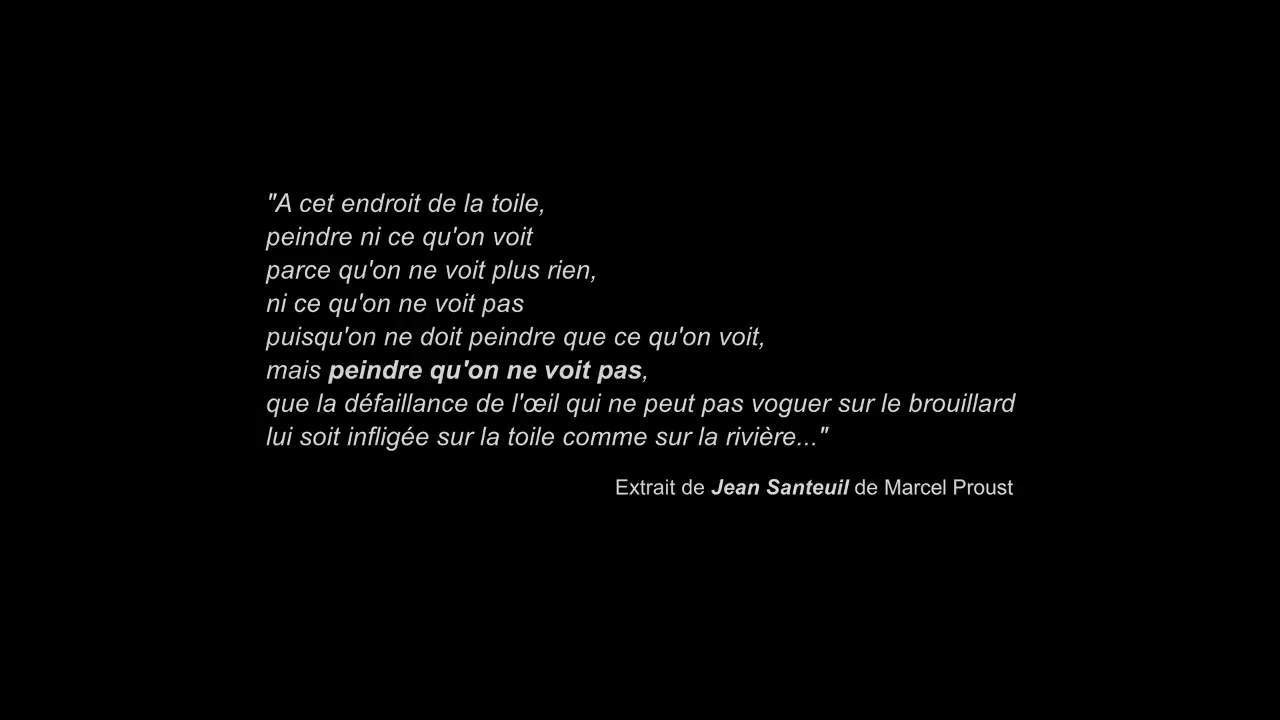 "A cet endroit de la toile,
peindre ni ce qu'on voit
parce qu'on ne voit plus rien,
ni ce qu'on ne voit pas
puisqu'on ne doit peindre que ce qu'on voit,
mais peindre qu'on ne voit pas,
que la défaillance de l'œil qui ne peut pas voguer sur le brouillard
lui soit infligée sur la toile comme sur la rivière..."
Extrait de Jean Santeuil de Marcel Proust